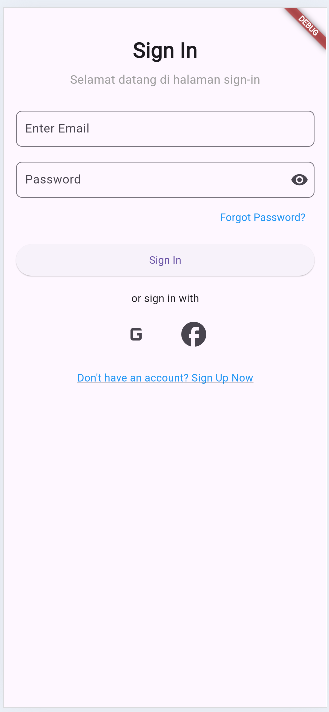 DEBUG
Sign In
Selamat datang di halaman sign-in
Enter Email
Password
Forgot Password?
Sign In
or sign in with
G
Don't have an account? Sign Up Now